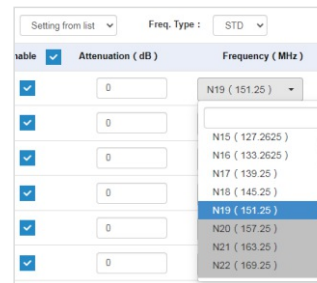 Setting from list Freq. Type : STD
Attenuation ( dB ) Frequency ( MHz )
0 N19 ( 151.25 )
0
N15 ( 127.2625 )
0 N16 ( 133.2625 )
N17 ( 139.25 )
0 N18 ( 145.25 )
N19 ( 151.25 )
0 N20 ( 157.25 )
N21 ( 163.25 )
0 N22 ( 169.25 )